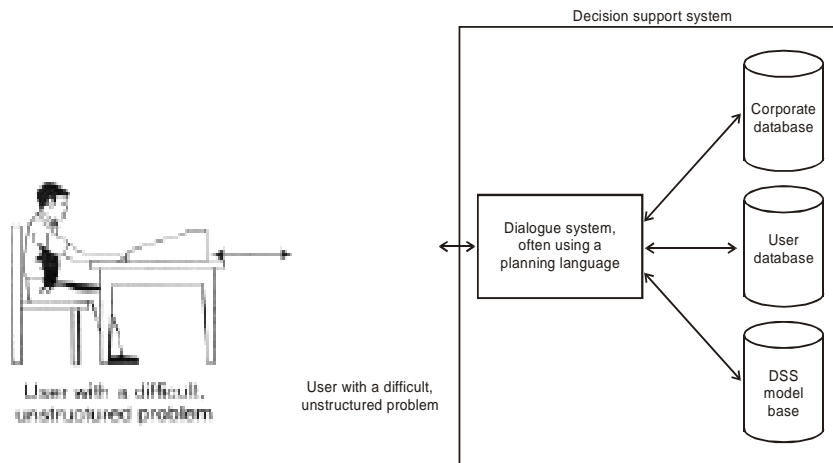 Decision support system
Corporate
database
Dialogue system,
often using a
planning language
User
database
User with a difficult,
unstructured problem
User with a difficult,
unstructured problem
DSS
model
base